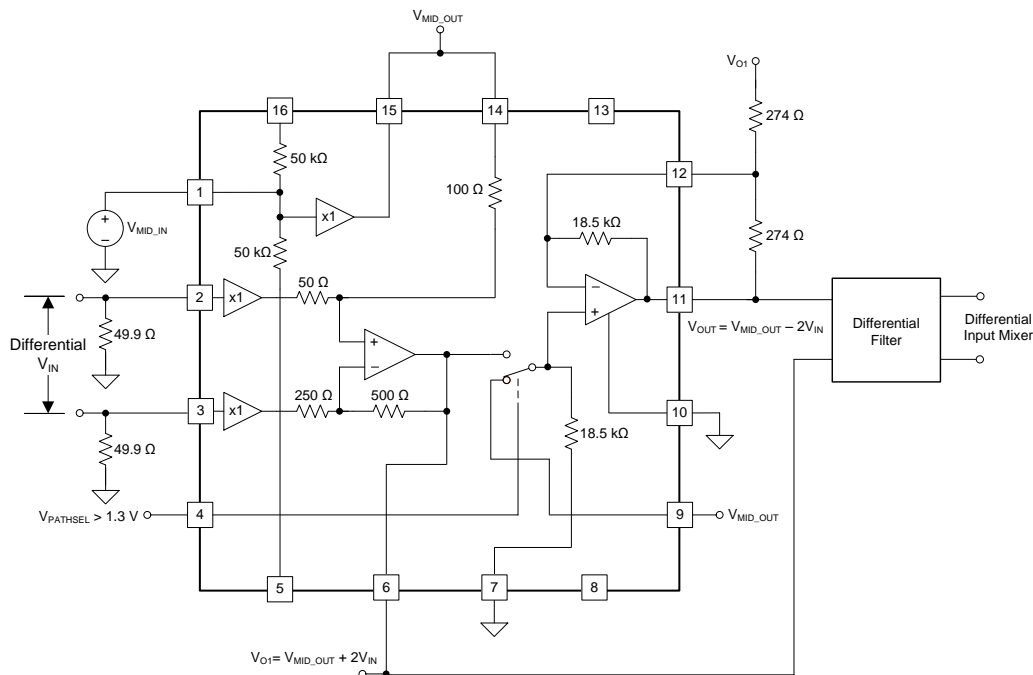 V_MID_OUT
V_O1
16
15
14
13
274 Ω
50 kΩ
12
1
100 Ω
x1
18.5 kΩ
V_MID_IN
50 kΩ
274 Ω
2
x1
50 Ω
11
V_OUT = V_MID_OUT − 2V_IN
Differential
Filter
Differential
Input Mixer
Differential
V_IN
49.9 Ω
3
x1
250 Ω
500 Ω
10
18.5 kΩ
49.9 Ω
V_PATHSEL > 1.3 V
4
9
V_MID_OUT
5
6
7
8
V_O1= V_MID_OUT + 2V_IN